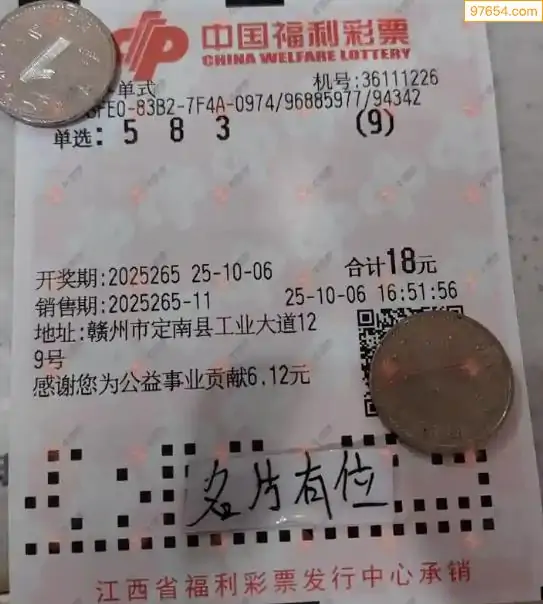 97654.com
中国福利彩票
CHINA WELFARE LOTTERY
单式 机号:36111226
FE0-83B2-7F4A-0974/96885977/94342
单选: 5 8 3 (9)
开奖期:2025265 25-10-06 合计18元
销售期:2025265-11 25-10-06 16:51:56
地址:赣州市定南县工业大道12
9号
感谢您为公益事业贡献6.12元
名片有位
江西省福利彩票发行中心承销